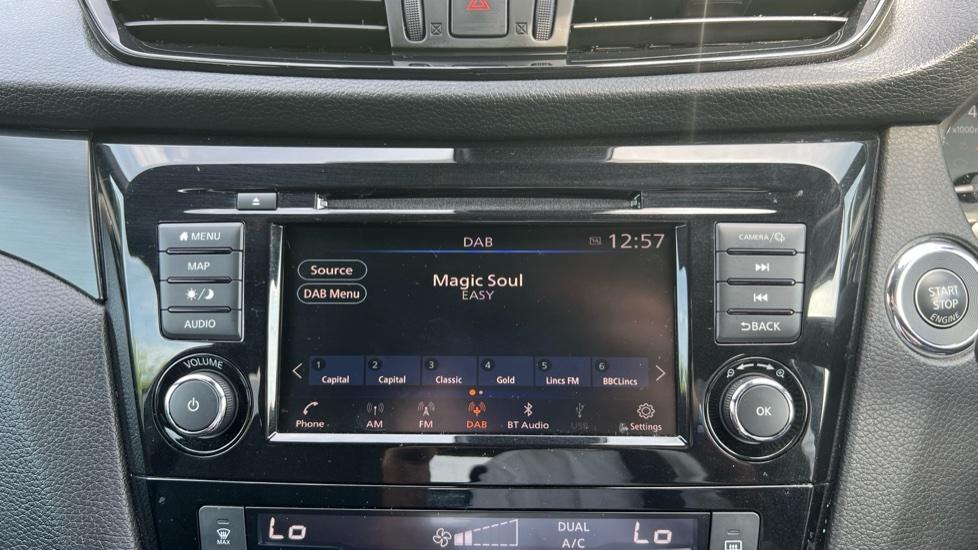 MENU
MAP
AUDIO
VOLUME
DAB
12:57
Source
DAB Menu
Magic Soul
EASY
1 Capital
2 Capital
3 Classic
4 Gold
5 Lincs FM
6 BBCLincs
Phone
AM
FM
DAB
BT Audio
USB
Settings
CAMERA/
BACK
OK
START
STOP
ENGINE
x1000r
MAX
Lo
DUAL
A/C
Lo